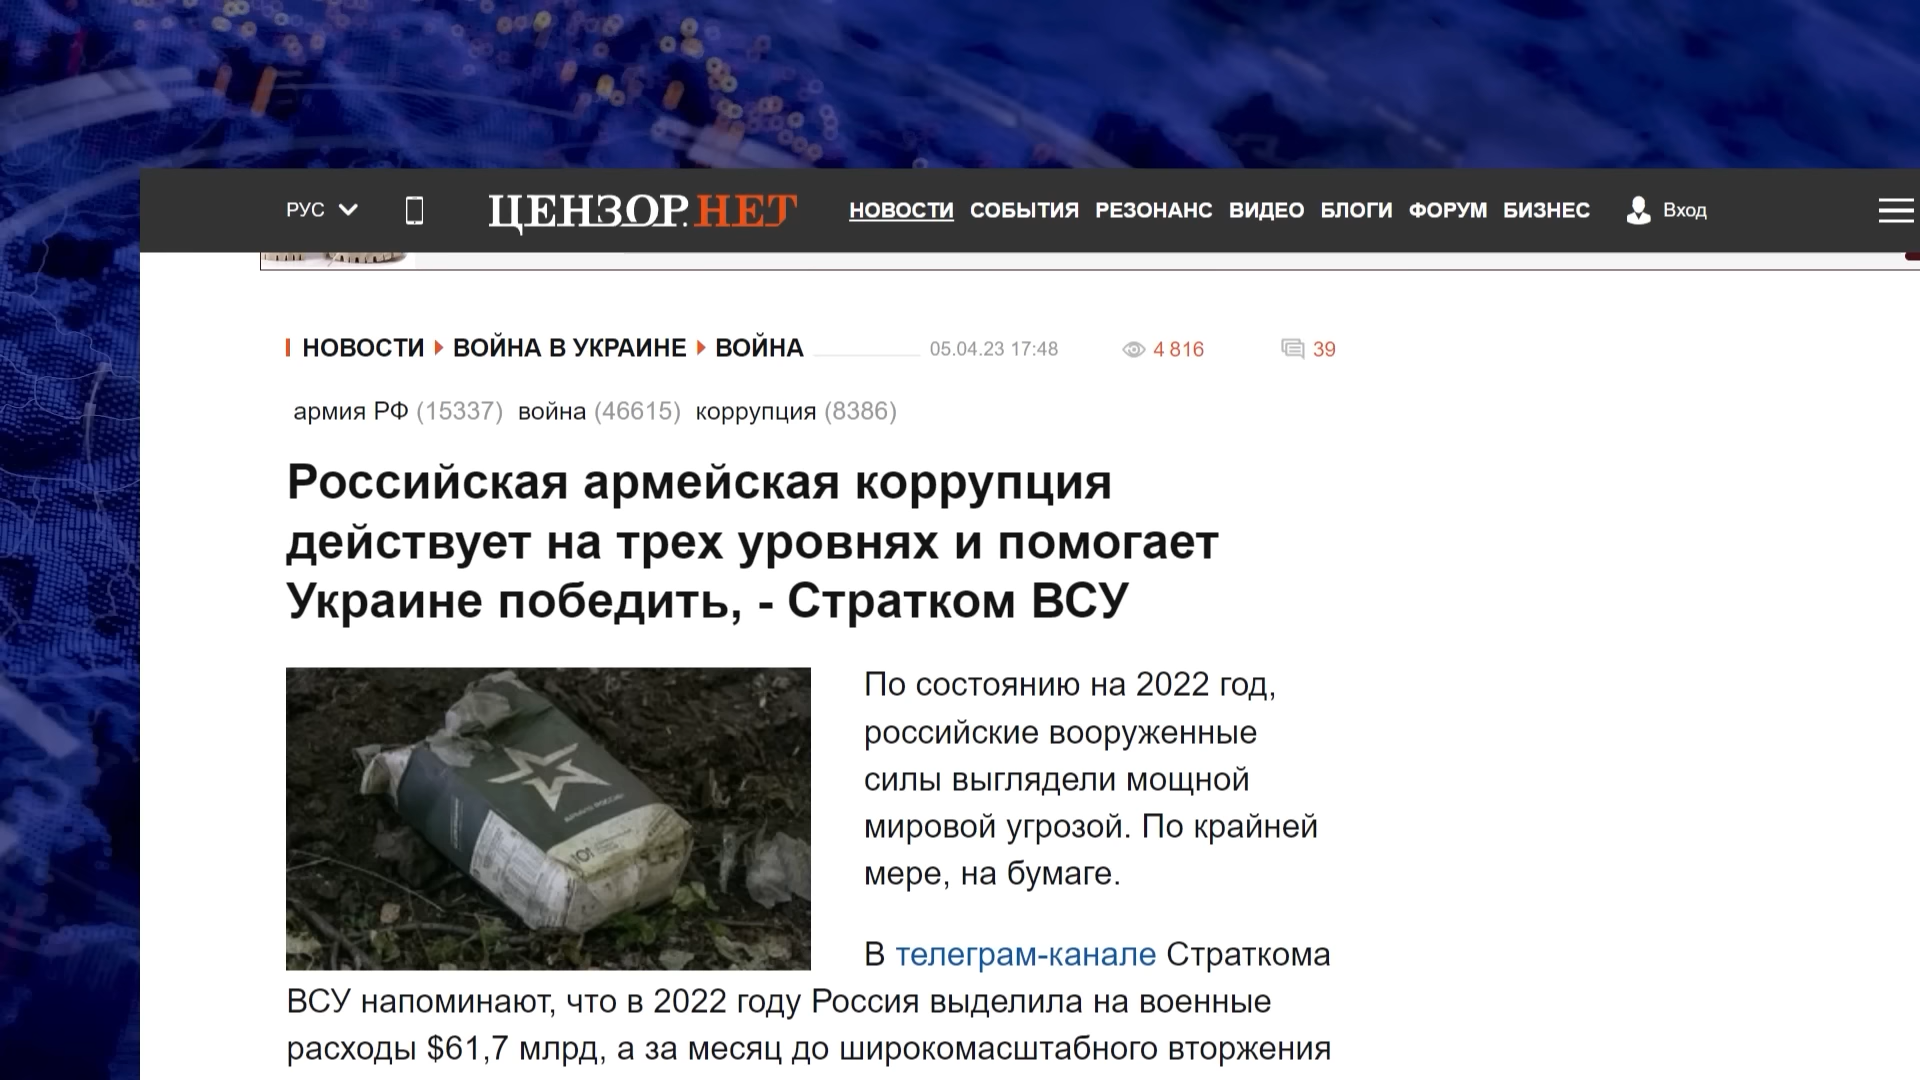 РУС
ЦЕНЗОР.НЕТ
НОВОСТИ СОБЫТИЯ РЕЗОНАНС ВИДЕО БЛОГИ ФОРУМ БИЗНЕС
Вход
НОВОСТИ ВОЙНА В УКРАИНЕ ВОЙНА 05.04.23 17:48 4 816 39
армия РФ (15337) война (46615) коррупция (8386)
Российская армейская коррупция
действует на трех уровнях и помогает
Украине победить, - Стратком ВСУ
По состоянию на 2022 год,
российские вооруженные
силы выглядели мощной
мировой угрозой. По крайней
мере, на бумаге.
В телеграм-канале Страткома
ВСУ напоминают, что в 2022 году Россия выделила на военные
расходы $61,7 млрд, а за месяц до широкомасштабного вторжения